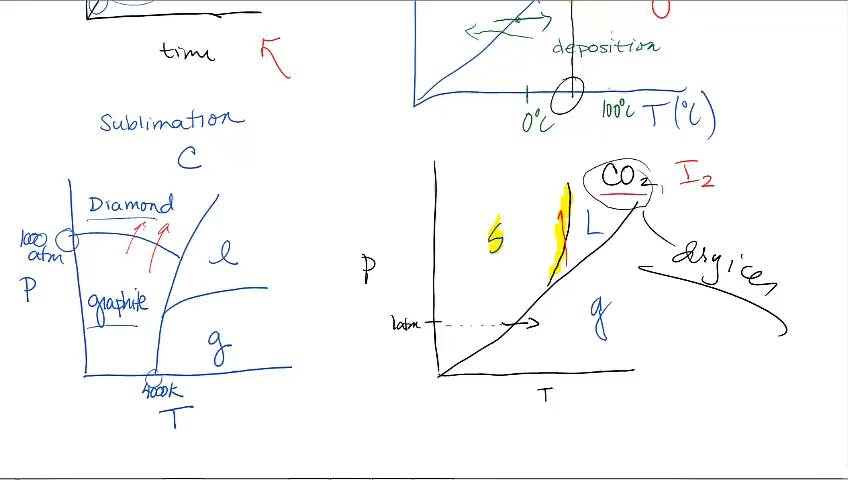 time
deposition
0°C
100°C
T (°C)
Sublimation
C
Diamond
1000
atm
P
graphite
l
g
4000K
T
CO2, I2
S
L
P
dry ice
1atm
g
T